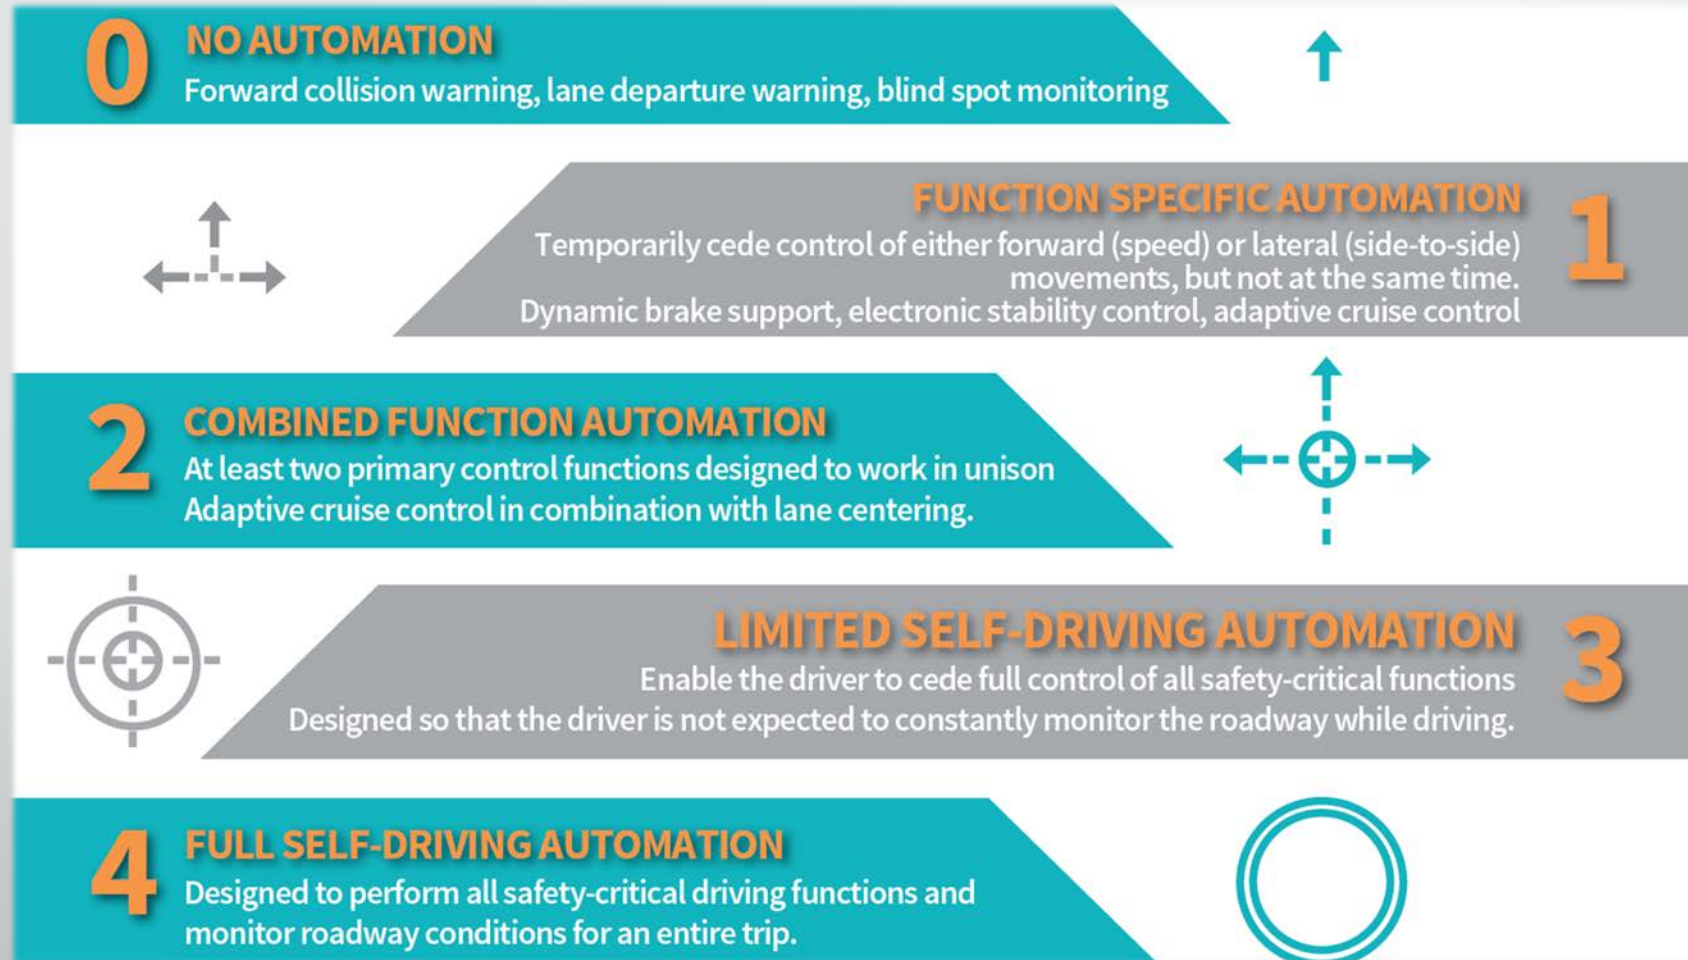 0
NO AUTOMATION
Forward collision warning, lane departure warning, blind spot monitoring
FUNCTION SPECIFIC AUTOMATION
1
Temporarily cede control of either forward (speed) or lateral (side-to-side)
movements, but not at the same time.
Dynamic brake support, electronic stability control, adaptive cruise control
2
COMBINED FUNCTION AUTOMATION
At least two primary control functions designed to work in unison
Adaptive cruise control in combination with lane centering.
LIMITED SELF-DRIVING AUTOMATION
3
Enable the driver to cede full control of all safety-critical functions
Designed so that the driver is not expected to constantly monitor the roadway while driving.
4
FULL SELF-DRIVING AUTOMATION
Designed to perform all safety-critical driving functions and
monitor roadway conditions for an entire trip.